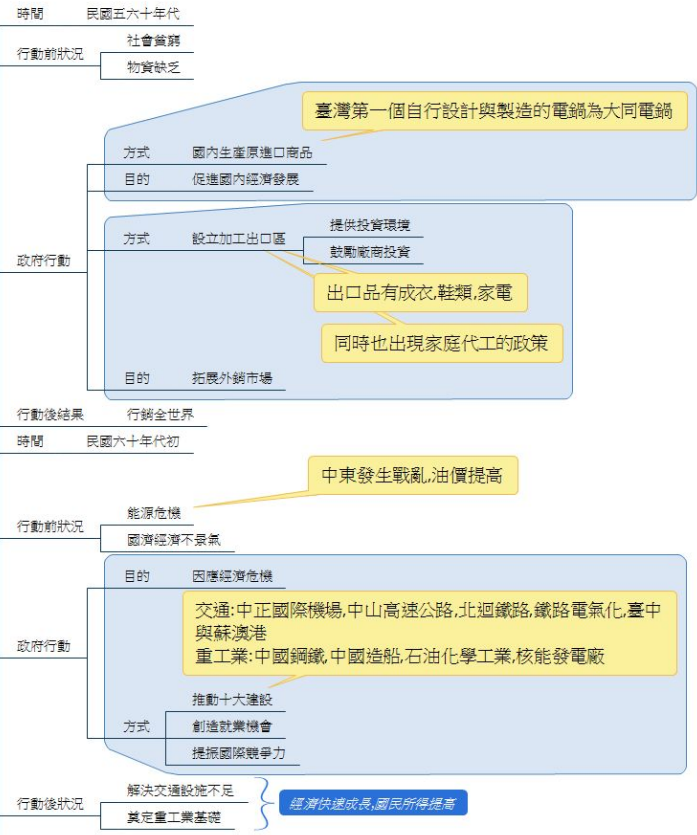 時間 民國五六十年代
行動前狀況
社會貧窮
物資缺乏
政府行動
臺灣第一個自行設計與製造的電鍋為大同電鍋
方式 國內生產原進口商品
目的 促進國內經濟發展
方式 設立加工出口區
提供投資環境
鼓勵廠商投資
出口品有成衣,鞋類,家電
同時也出現家庭代工的政策
目的 拓展外銷市場
行動後結果 行銷全世界
時間 民國六十年代初
行動前狀況
中東發生戰亂,油價提高
能源危機
國濟經濟不景氣
政府行動
目的 因應經濟危機
交通:中正國際機場,中山高速公路,北迴鐵路,鐵路電氣化,臺中
與蘇澳港
重工業:中國鋼鐵,中國造船,石油化學工業,核能發電廠
方式
推動十大建設
創造就業機會
提振國際競爭力
行動後狀況
解決交通設施不足
奠定重工業基礎
經濟快速成長,國民所得提高